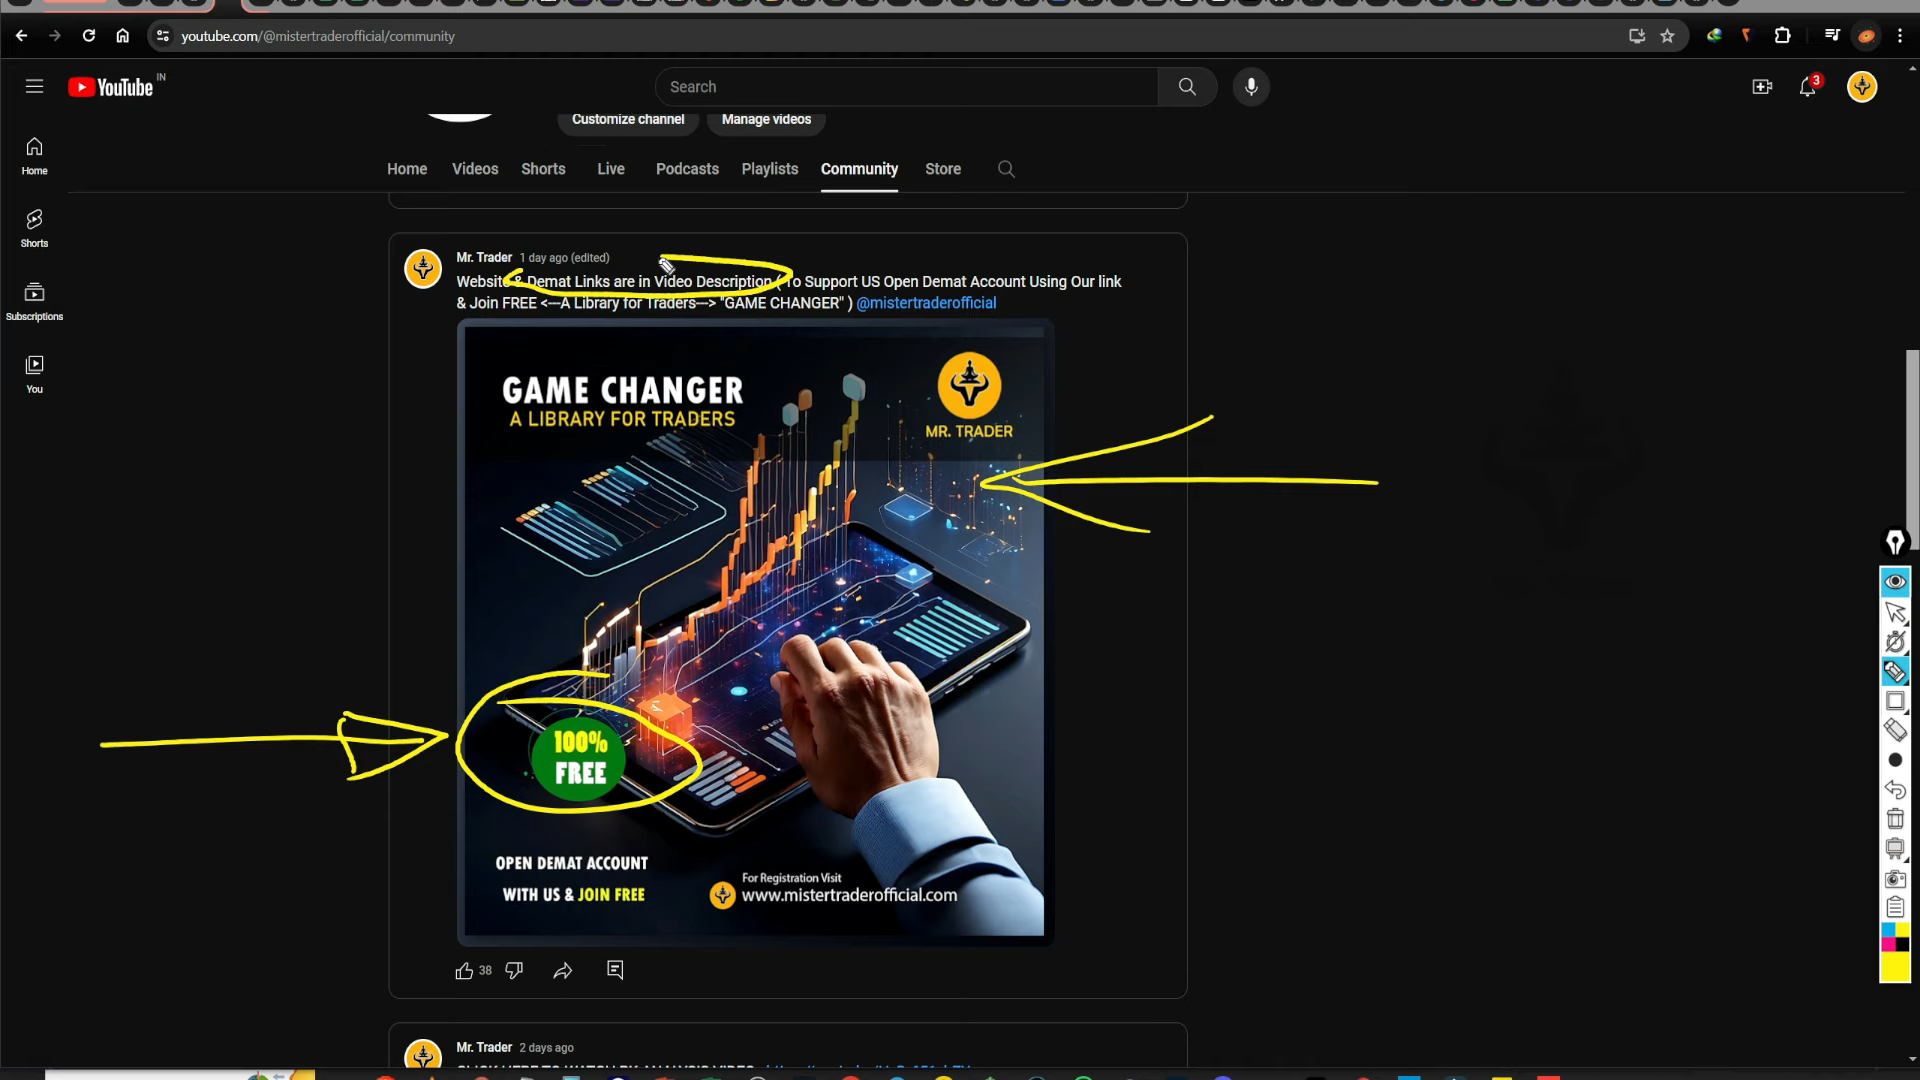 youtube.com/@mistertraderofficial/community
YouTube IN
Search
3
Customize channel
Manage videos
Home
Shorts
Subscriptions
You
Home
Videos
Shorts
Live
Podcasts
Playlists
Community
Store
Mr. Trader 1 day ago (edited)
Website & Demat Links are in Video Description ( To Support US Open Demat Account Using Our link
& Join FREE <---A Library for Traders---> "GAME CHANGER" ) @mistertraderofficial
GAME CHANGER
A LIBRARY FOR TRADERS
MR. TRADER
100%
FREE
OPEN DEMAT ACCOUNT
WITH US & JOIN FREE
For Registration Visit
www.mistertraderofficial.com
38
Mr. Trader 2 days ago